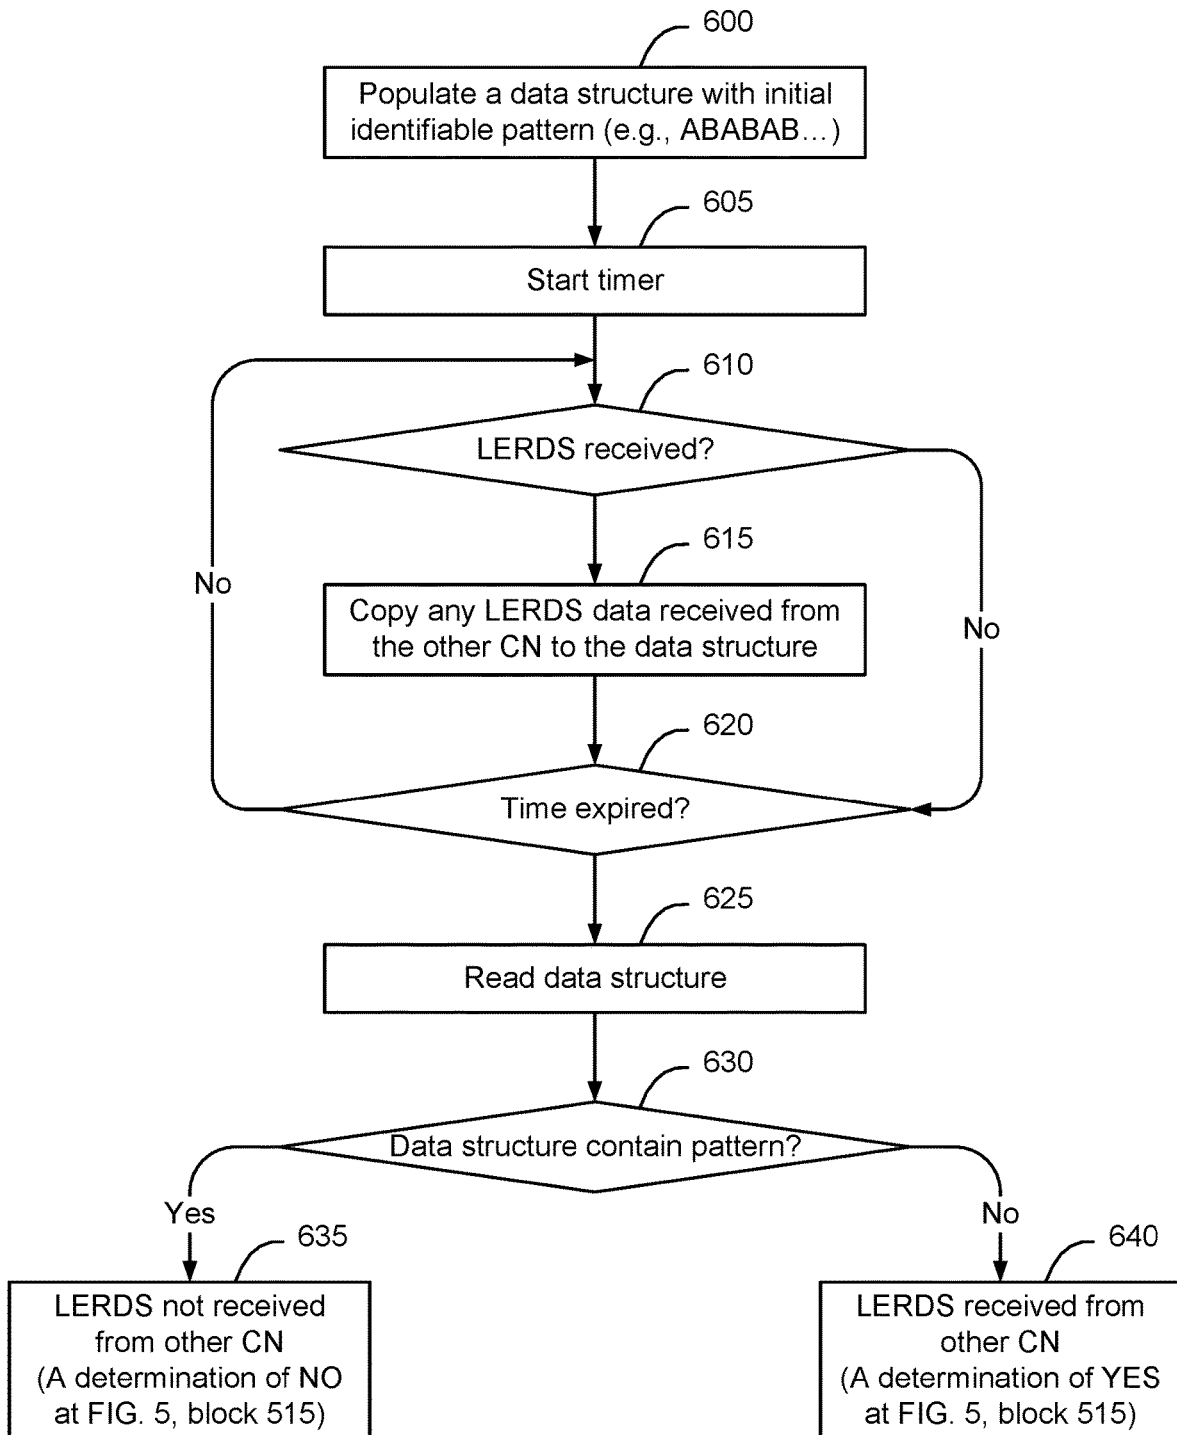 600
Populate a data structure with initial
identifiable pattern (e.g., ABABAB…)
605
Start timer
610
LERDS received?
615
No
Copy any LERDS data received from
the other CN to the data structure
No
620
Time expired?
625
Read data structure
630
Data structure contain pattern?
Yes
No
635
640
LERDS not received
from other CN
(A determination of NO
at FIG. 5, block 515)
LERDS received from
other CN
(A determination of YES
at FIG. 5, block 515)